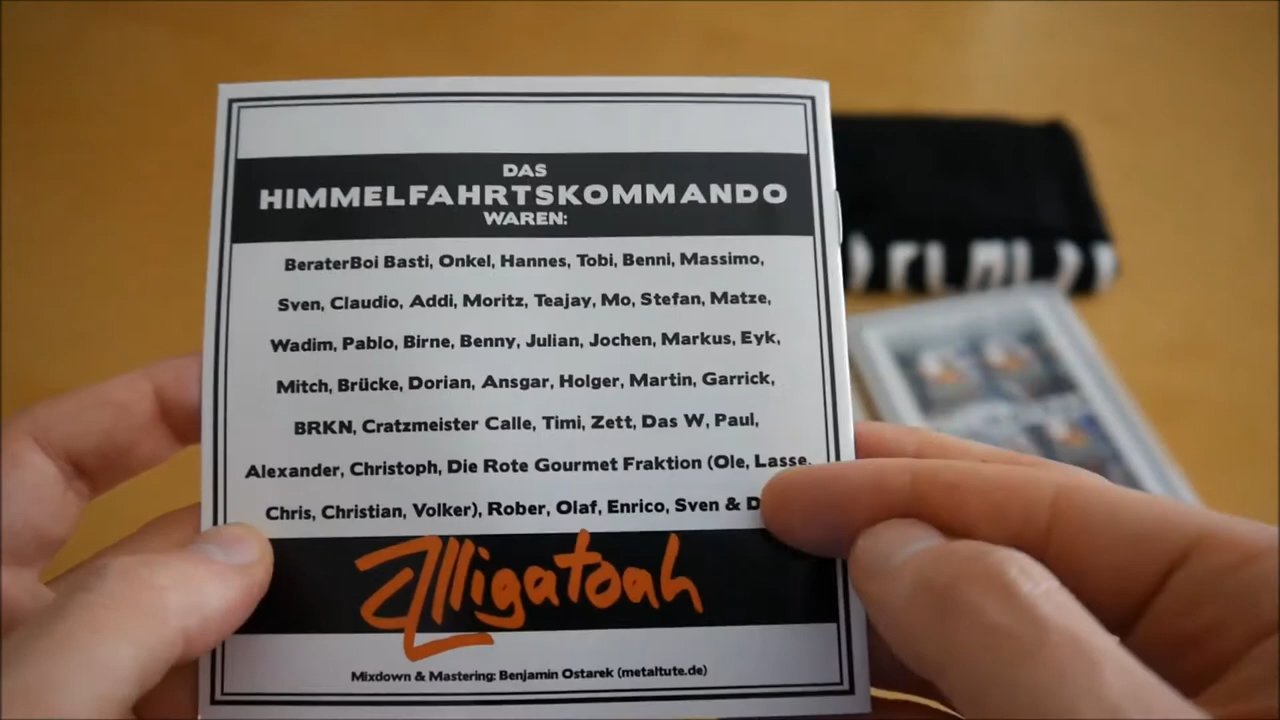 DAS
HIMMELFAHRTSKOMMANDO
WAREN:
BeraterBoi Basti, Onkel, Hannes, Tobi, Benni, Massimo,
Sven, Claudio, Addi, Moritz, Teajay, Mo, Stefan, Matze,
Wadim, Pablo, Birne, Benny, Julian, Jochen, Markus, Eyk,
Mitch, Brücke, Dorian, Ansgar, Holger, Martin, Garrick,
BRKN, Cratzmeister Calle, Timi, Zett, Das W, Paul,
Alexander, Christoph, Die Rote Gourmet Fraktion (Ole, Lasse,
Chris, Christian, Volker), Rober, Olaf, Enrico, Sven &
Alligatoah
Mixdown & Mastering: Benjamin Ostarek (metaltute.de)